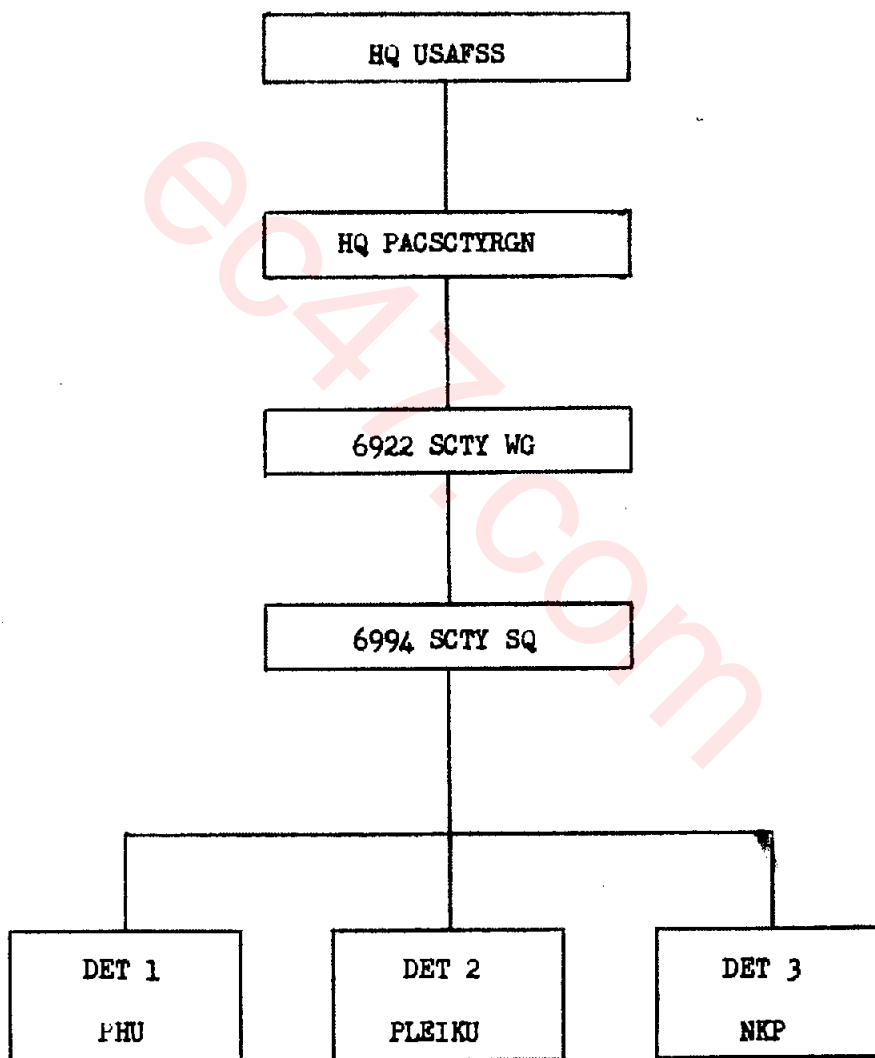 HQ USAFSS
HQ PACSCTYRGN
6922 SCTY WG
6994 SCTY SQ
DET 1
PHU
DET 2
PLEIKU
DET 3
NKP
ec47.com